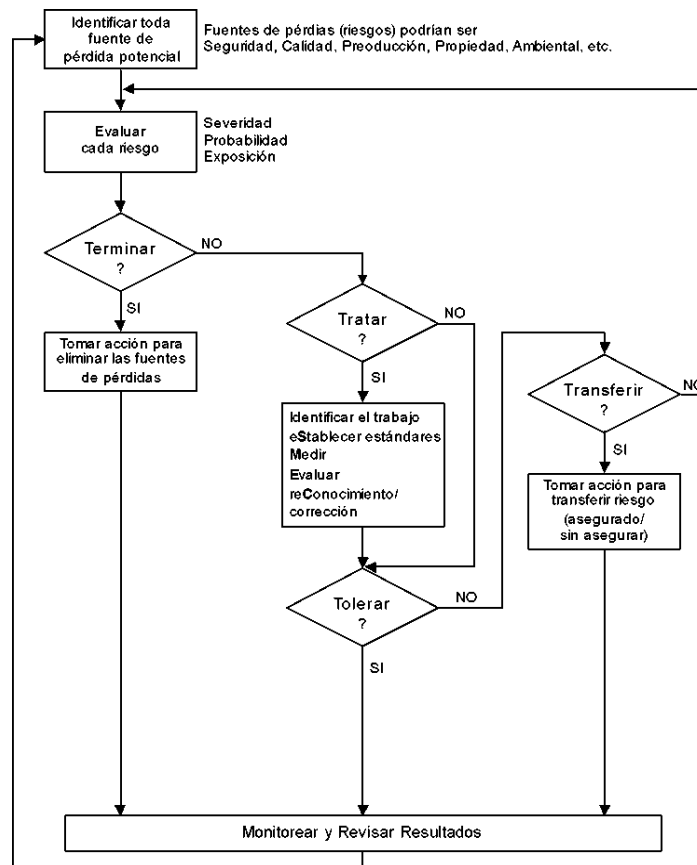 Identificar toda
fuente de
pérdida potencial
Fuentes de pérdias (riesgos) podrían ser
Seguridad, Calidad, Preoducción, Propiedad, Ambiental, etc.
Evaluar
cada riesgo
Severidad
Probabilidad
Exposición
Terminar
?
NO
SI
Tomar acción para
eliminar las fuentes
de pérdidas
Tratar
?
NO
SI
Identificar el trabajo
eStablecer estándares
Medir
Evaluar
reConocimiento/
corrección
Tolerar
?
NO
SI
Transferir
?
NO
SI
Tomar acción para
transferir riesgo
(asegurado/
sin asegurar)
Monitorear y Revisar Resultados